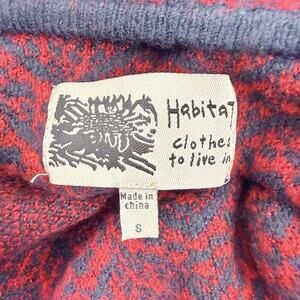 HabitaT
clothes
to live in
Made in
china
S